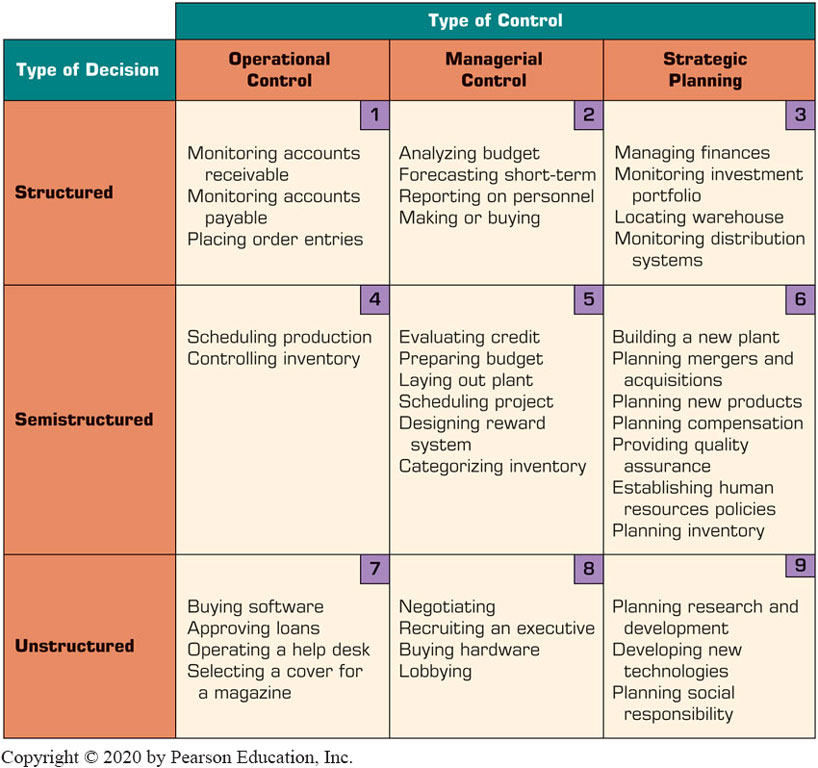 Type of Control
Type of Decision
Operational
Control
Managerial
Control
Strategic
Planning
Structured
1
Monitoring accounts
receivable
Monitoring accounts
payable
Placing order entries
2
Analyzing budget
Forecasting short-term
Reporting on personnel
Making or buying
3
Managing finances
Monitoring investment
portfolio
Locating warehouse
Monitoring distribution
systems
Semistructured
4
Scheduling production
Controlling inventory
5
Evaluating credit
Preparing budget
Laying out plant
Scheduling project
Designing reward
system
Categorizing inventory
6
Building a new plant
Planning mergers and
acquisitions
Planning new products
Planning compensation
Providing quality
assurance
Establishing human
resources policies
Planning inventory
Unstructured
7
Buying software
Approving loans
Operating a help desk
Selecting a cover for
a magazine
8
Negotiating
Recruiting an executive
Buying hardware
Lobbying
9
Planning research and
development
Developing new
technologies
Planning social
responsibility
Copyright © 2020 by Pearson Education, Inc.